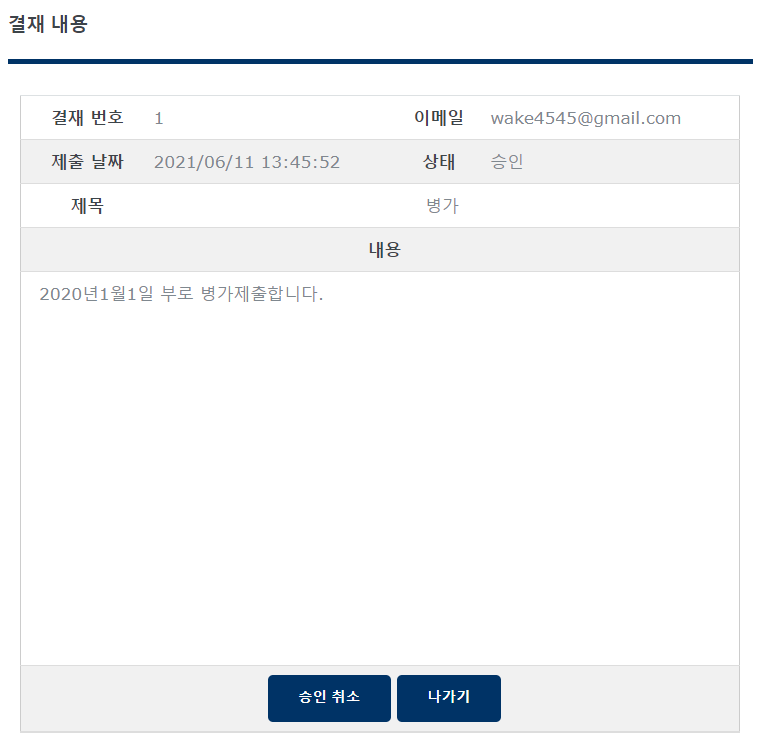 결재 내용
결재 번호 1 이메일 wake4545@gmail.com
제출 날짜 2021/06/11 13:45:52 상태 승인
제목 병가
내용
2020년1월1일 부로 병가제출합니다.
승인 취소 나가기